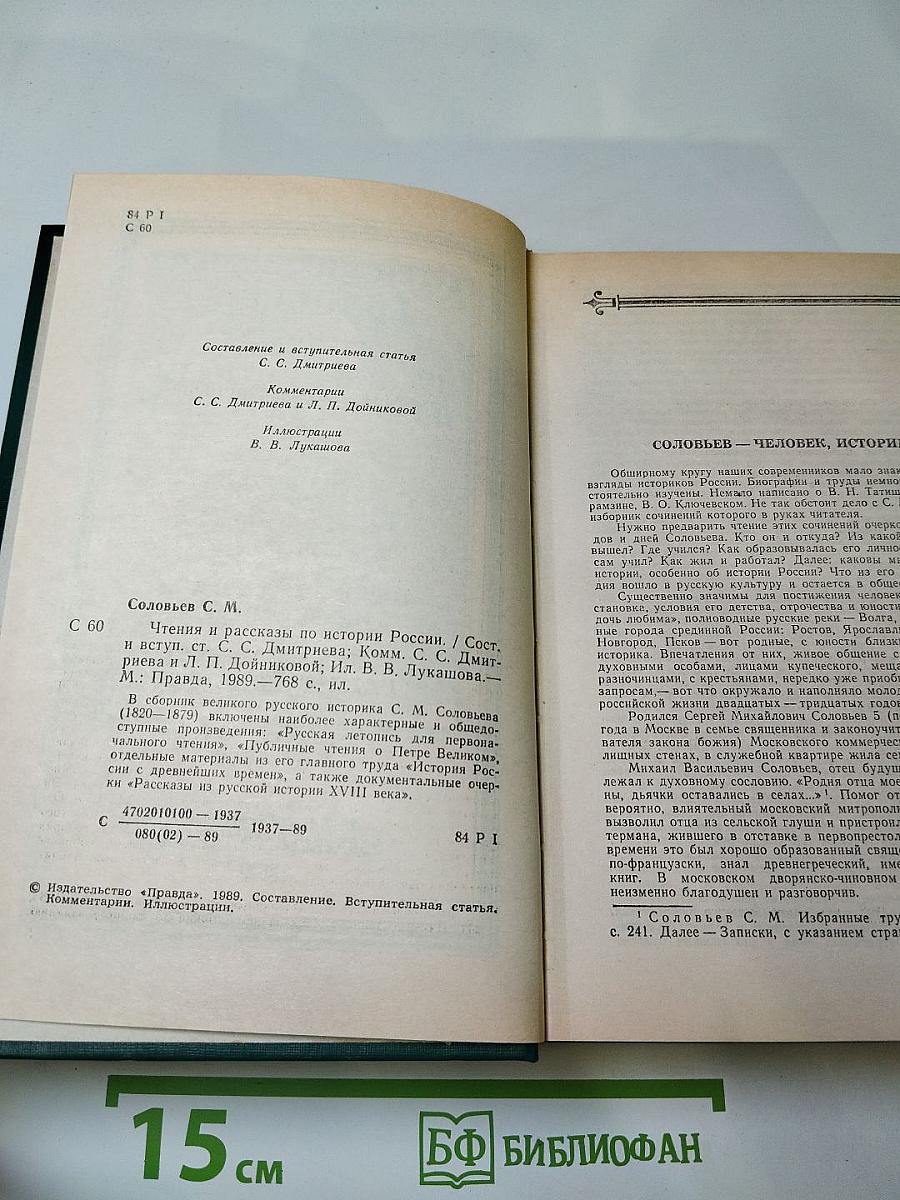 84 Р I
С 60
Составление и вступительная статья
С. С. Дмитриева
Комментарии
С. С. Дмитриева и Л. П. Дойниковой
Иллюстрации
В. В. Лукашова
Соловьев С. М.
С 60 Чтения и рассказы по истории России. / Сост.
и вступ. ст. С. С. Дмитриева; Комм. С. С. Дмит-
риева и Л. П. Дойниковой; Ил. В. В. Лукашова.—
М.: Правда, 1989.—768 с., ил.
В сборник великого русского историка С. М. Соловьева
(1820—1879) включены наиболее характерные и общедо-
ступные произведения: «Русская летопись для первона-
чального чтения», «Публичные чтения о Петре Великом»,
отдельные материалы из его главного труда «История Рос-
сии с древнейших времен», а также документальные очер-
ки «Рассказы из русской истории XVIII века».
С 4702010100—1937
080(02)—89
1937—89
84 Р I
© Издательство «Правда». 1989. Составление. Вступительная статья.
Комментарии. Иллюстрации.
СОЛОВЬЕВ — ЧЕЛОВЕК, ИСТОРИ
Обширному кругу наших современников мало знак
взгляды историков России. Биографии и труды немно
стоятельно изучены. Немало написано о В. Н. Татищ
рамзине, В. О. Ключевском. Не так обстоит дело с С.
изборник сочинений которого в руках читателя.
Нужно предварить чтение этих сочинений очерко
дов и дней Соловьева. Кто он и откуда? Из какой
вышел? Где учился? Как образовывалась его лично
сам учил? Как жил и работал? Далее: каковы мы
истории, особенно об истории России? Что из его
дия вошло в русскую культуру и остается в общес
Существенно значимы для постижения человек
становке, условия его детства, отрочества и юности
дочь любима», полноводные русские реки — Волга,
ные города срединной России: Ростов, Ярославль
Новгород, Псков — вот родные, с юности близки
историка. Впечатления от них, живое общение с
духовными особами, лицами купеческого, меща
разночинцами, с крестьянами, нередко уже приоб
запросам,— вот что окружало и наполняло молод
российской жизни двадцатых — тридцатых годов
Родился Сергей Михайлович Соловьев 5 (по
года в Москве в семье священника и законоучит
вателя закона божия) Московского коммерчес
лищных стенах, в служебной квартире жила сем
Михаил Васильевич Соловьев, отец будущ
лежал к духовному сословию. «Родня отца мое
ны, дьячки оставались в селах...»¹. Помог от
вероятно, влиятельный московский митрополи
вызволил отца из сельской глуши и пристроил
термана, жившего в отставке в первопрестол
времени это был хорошо образованный свяще
по-французски, знал древнегреческий, име
книг. В московском дворянско-чиновном
неизменно благодушен и разговорчив.
¹ Соловьев С. М. Избранные тру
с. 241. Далее — Записки, с указанием стра
15 см
БФ БИБЛИОФАН